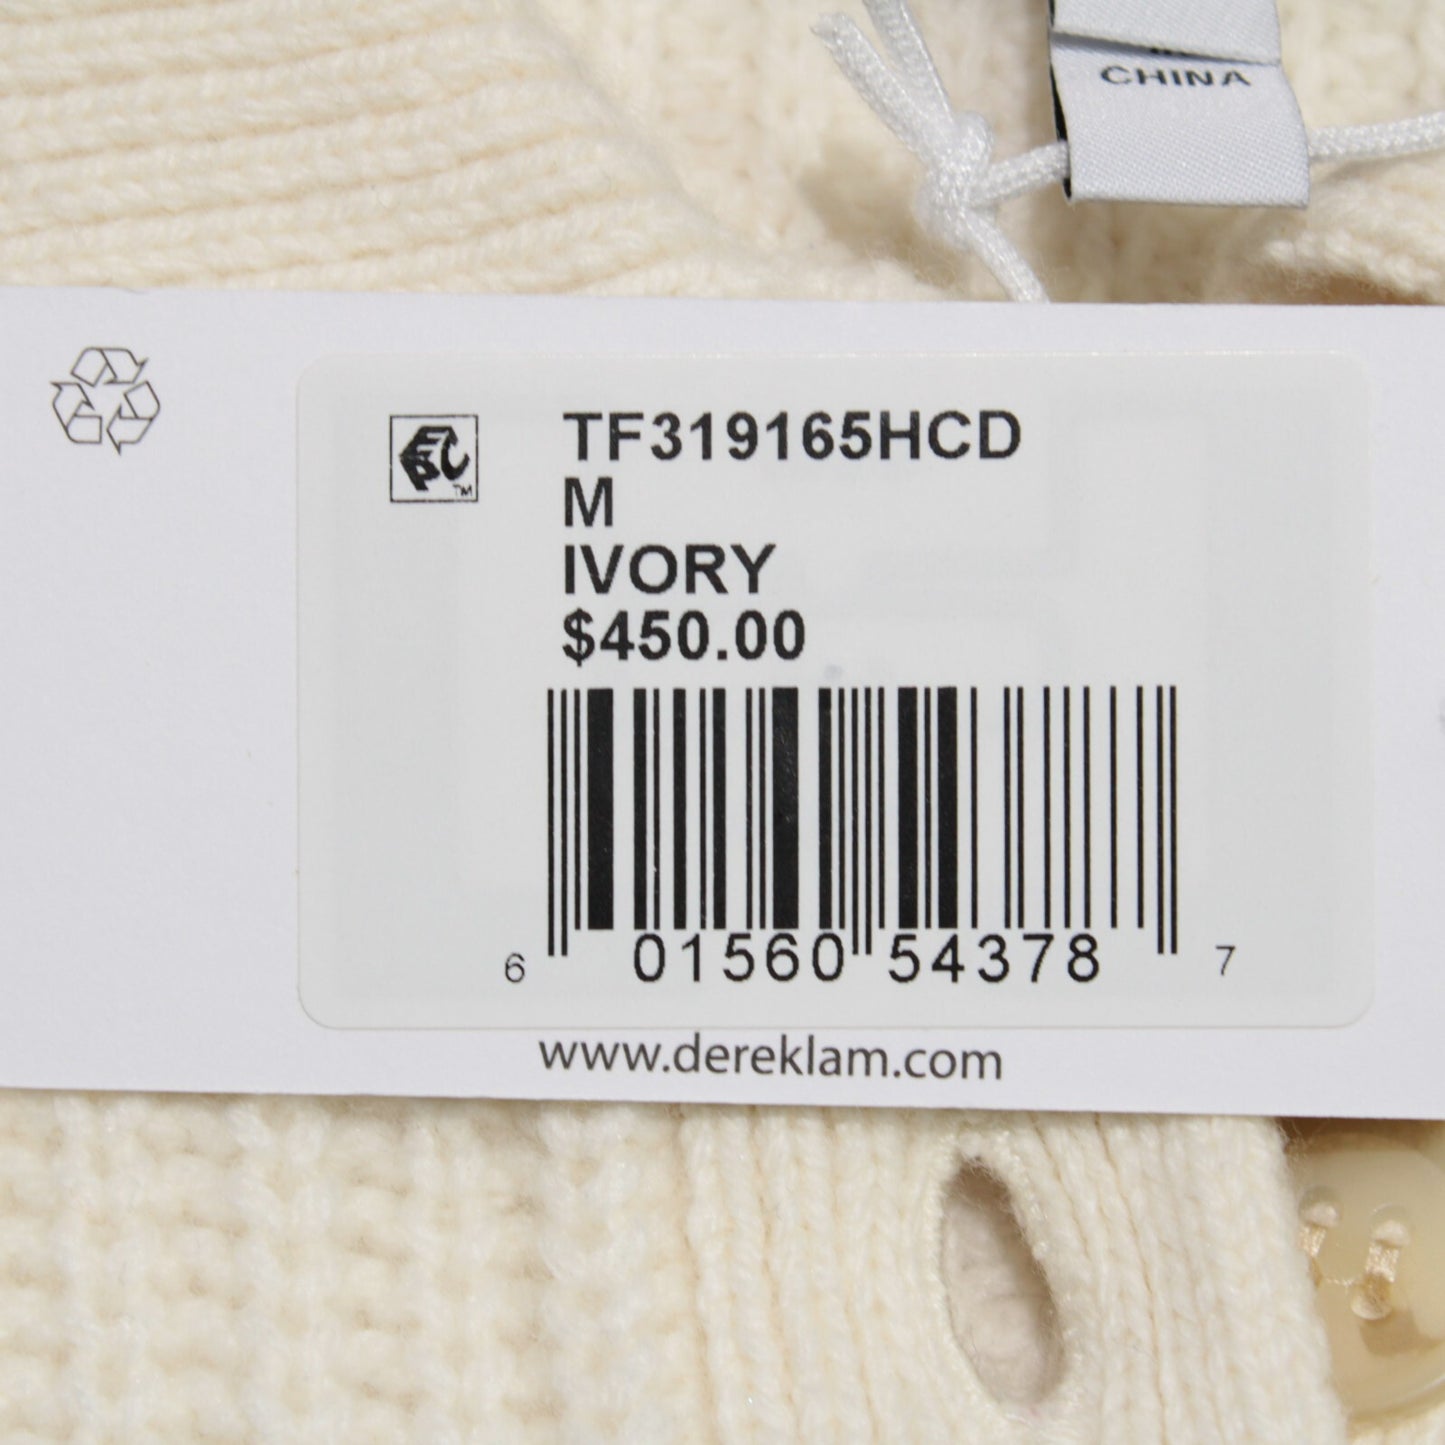 CHINA
TF319165HCD
M
IVORY
$450.00
6 01560 54378 7
www.dereklam.com